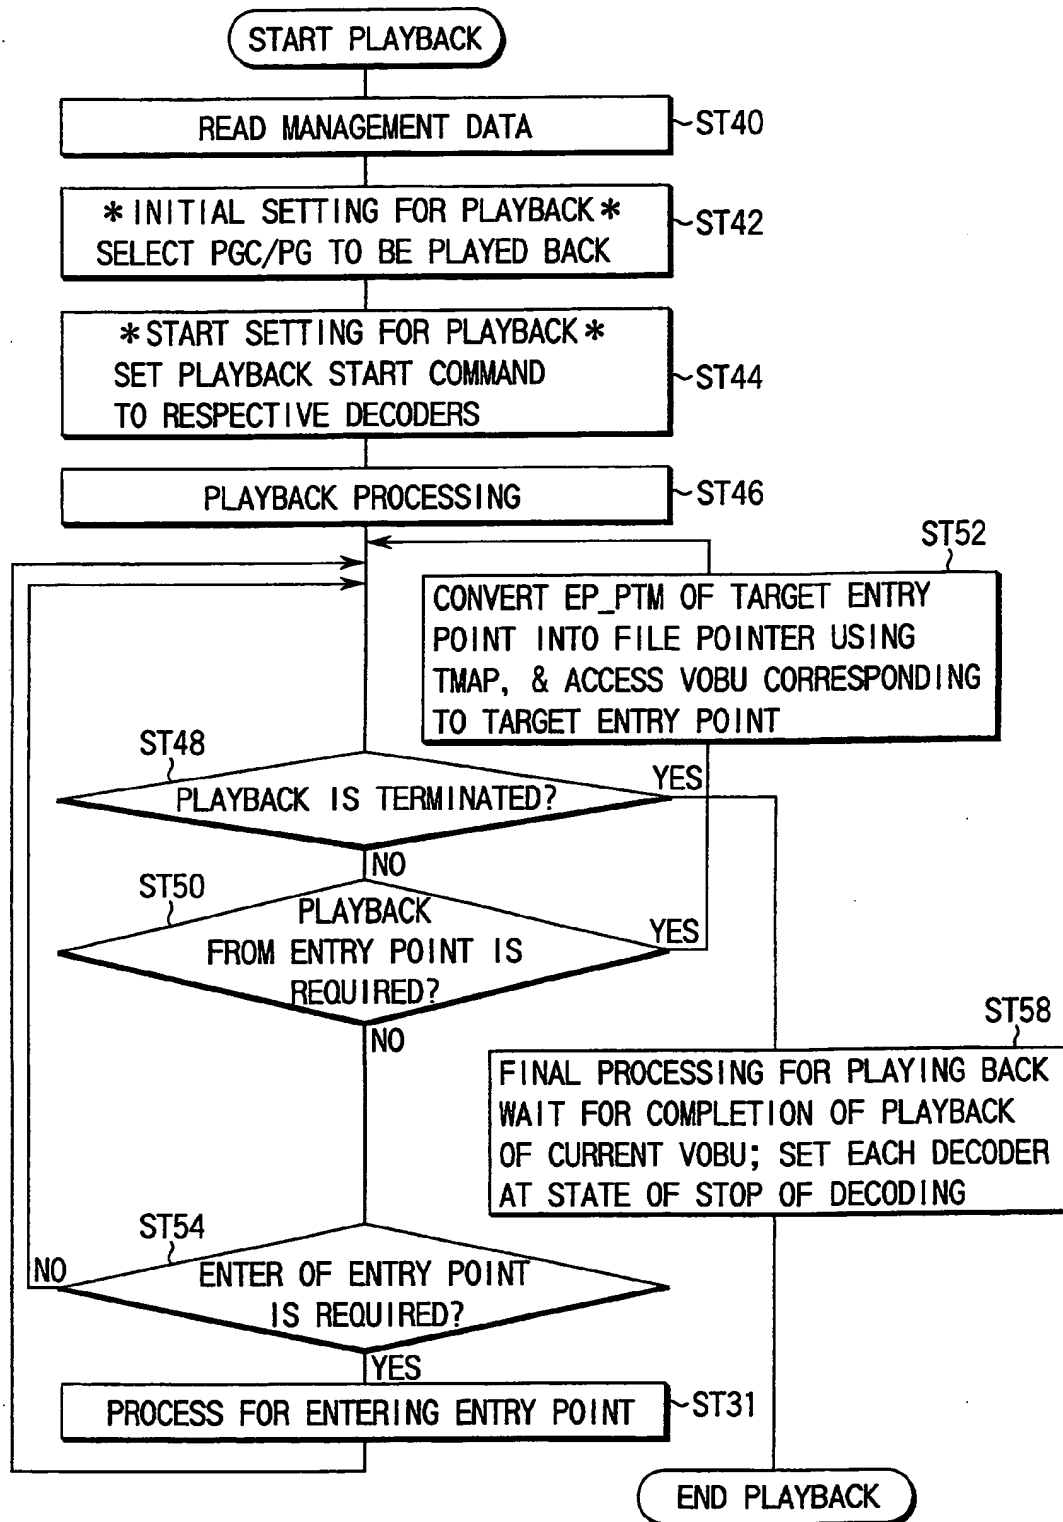 START PLAYBACK
READ MANAGEMENT DATA
ST40
*INITIAL SETTING FOR PLAYBACK*
SELECT PGC/PG TO BE PLAYED BACK
ST42
*START SETTING FOR PLAYBACK*
SET PLAYBACK START COMMAND
TO RESPECTIVE DECODERS
ST44
PLAYBACK PROCESSING
ST46
ST52
CONVERT EP_PTM OF TARGET ENTRY
POINT INTO FILE POINTER USING
TMAP, & ACCESS VOBU CORRESPONDING
TO TARGET ENTRY POINT
ST48
PLAYBACK IS TERMINATED?
YES
NO
ST50
PLAYBACK
FROM ENTRY POINT IS
REQUIRED?
YES
NO
ST58
FINAL PROCESSING FOR PLAYING BACK
WAIT FOR COMPLETION OF PLAYBACK
OF CURRENT VOBU; SET EACH DECODER
AT STATE OF STOP OF DECODING
ST54
NO
ENTER OF ENTRY POINT
IS REQUIRED?
YES
PROCESS FOR ENTERING ENTRY POINT
ST31
END PLAYBACK